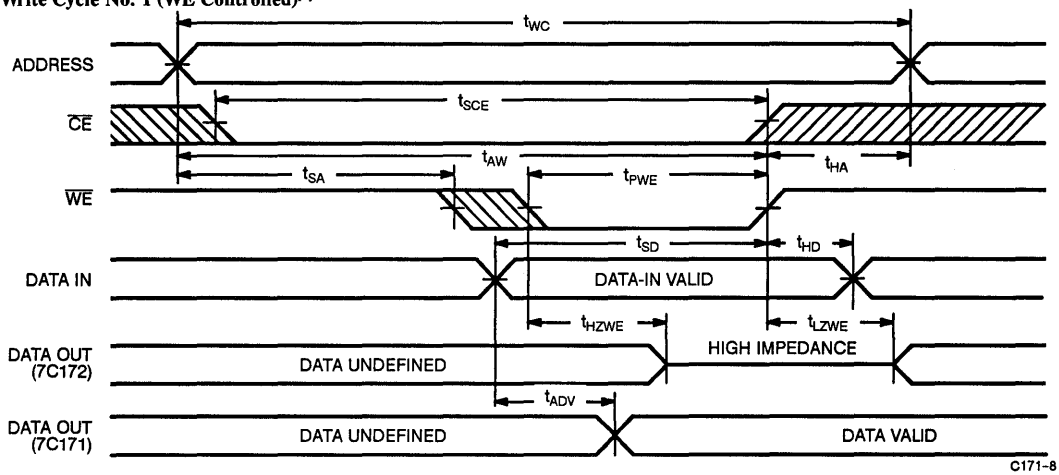 Write Cycle No. 1 (WE Controlled)
tWC
ADDRESS
tSCE
CE
tAW
tHA
tSA
tPWE
WE
tSD
tHD
DATA IN
DATA-IN VALID
tHZWE
tLZWE
HIGH IMPEDANCE
DATA OUT
(7C172)
DATA UNDEFINED
tADV
DATA OUT
(7C171)
DATA UNDEFINED
DATA VALID
C171-8